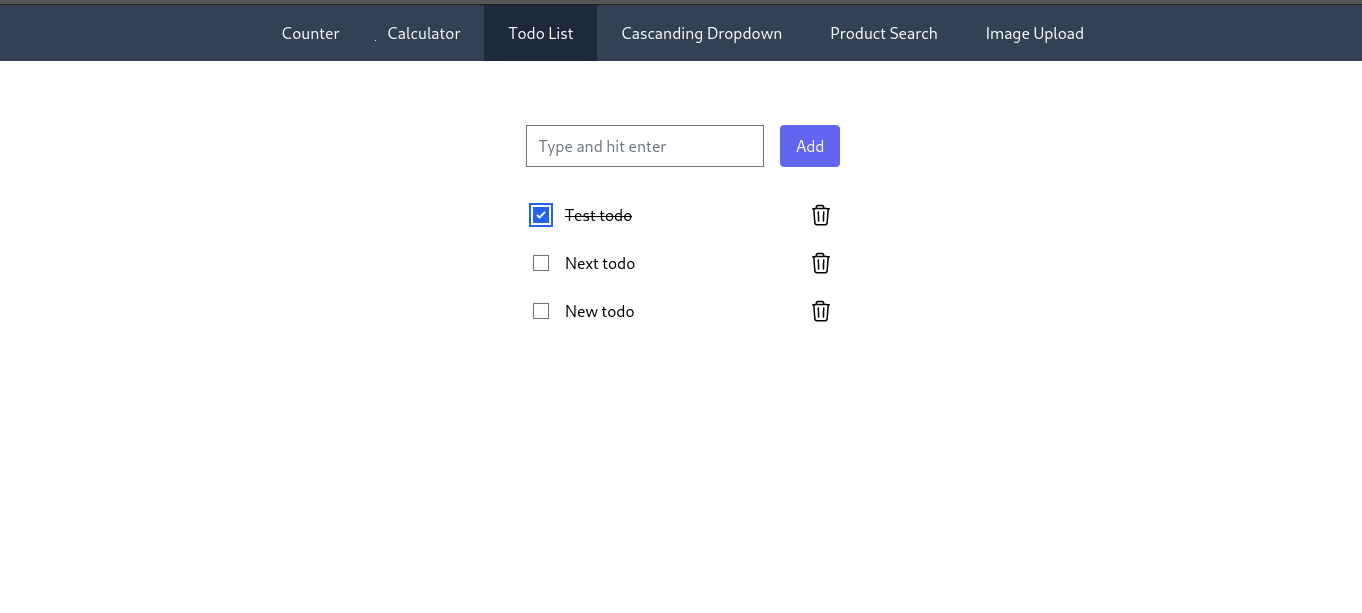 Counter Calculator Todo List Cascanding Dropdown Product Search Image Upload
Type and hit enter Add
Test todo
Next todo
New todo